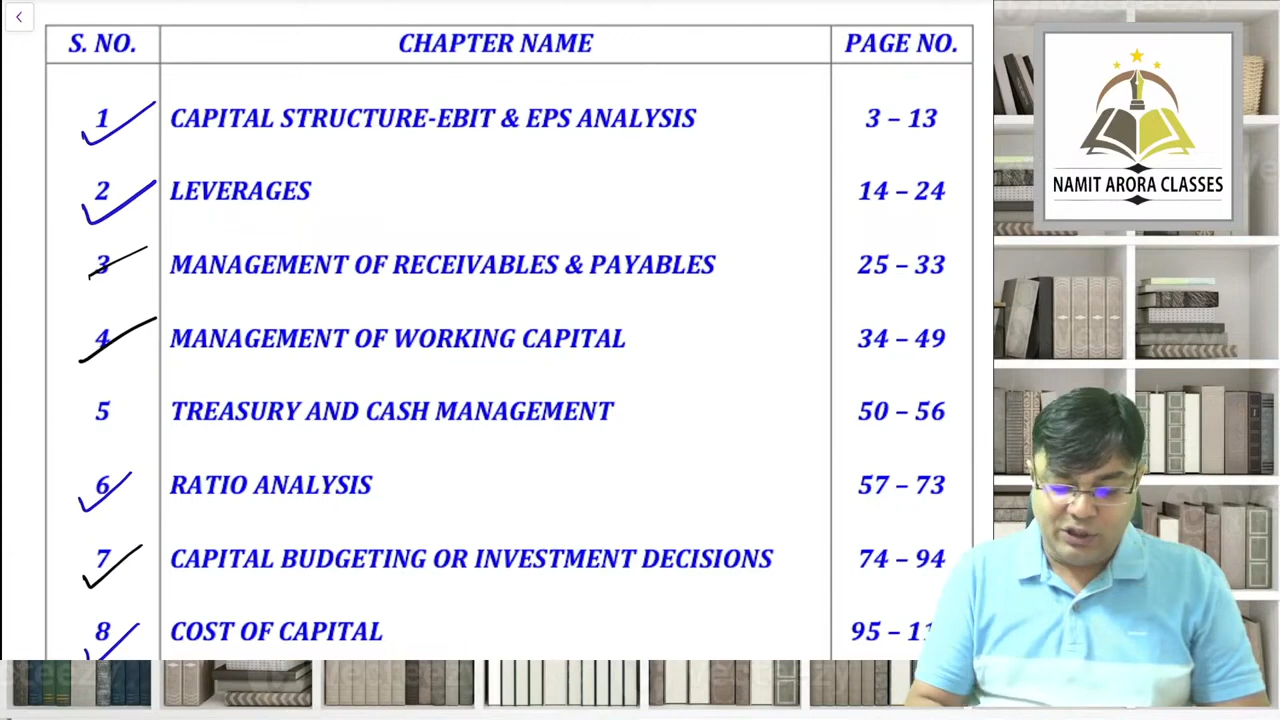 S. NO. CHAPTER NAME PAGE NO.
1 CAPITAL STRUCTURE-EBIT & EPS ANALYSIS 3 – 13
2 LEVERAGES 14 – 24
3 MANAGEMENT OF RECEIVABLES & PAYABLES 25 – 33
4 MANAGEMENT OF WORKING CAPITAL 34 – 49
5 TREASURY AND CASH MANAGEMENT 50 – 56
6 RATIO ANALYSIS 57 – 73
7 CAPITAL BUDGETING OR INVESTMENT DECISIONS 74 – 94
8 COST OF CAPITAL 95 –
NAMIT ARORA CLASSES